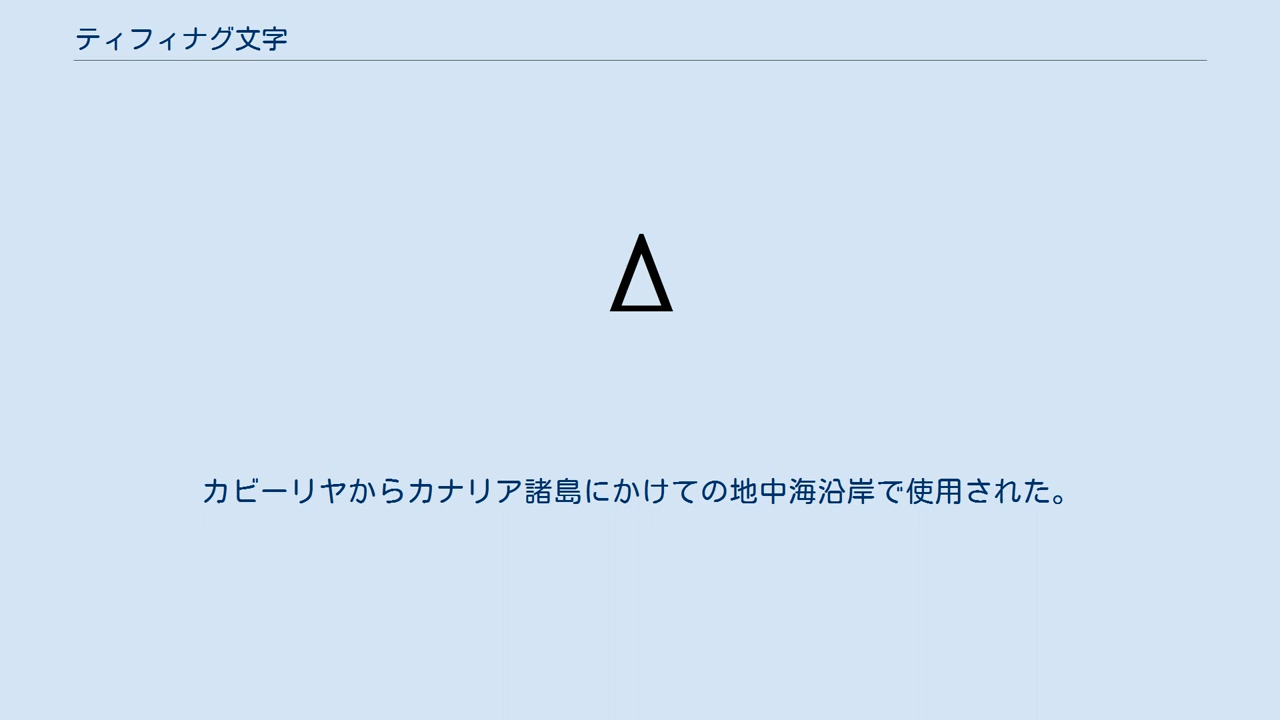 ティフィナグ文字
ⴷ
カビーリヤからカナリア諸島にかけての地中海沿岸で使用された。